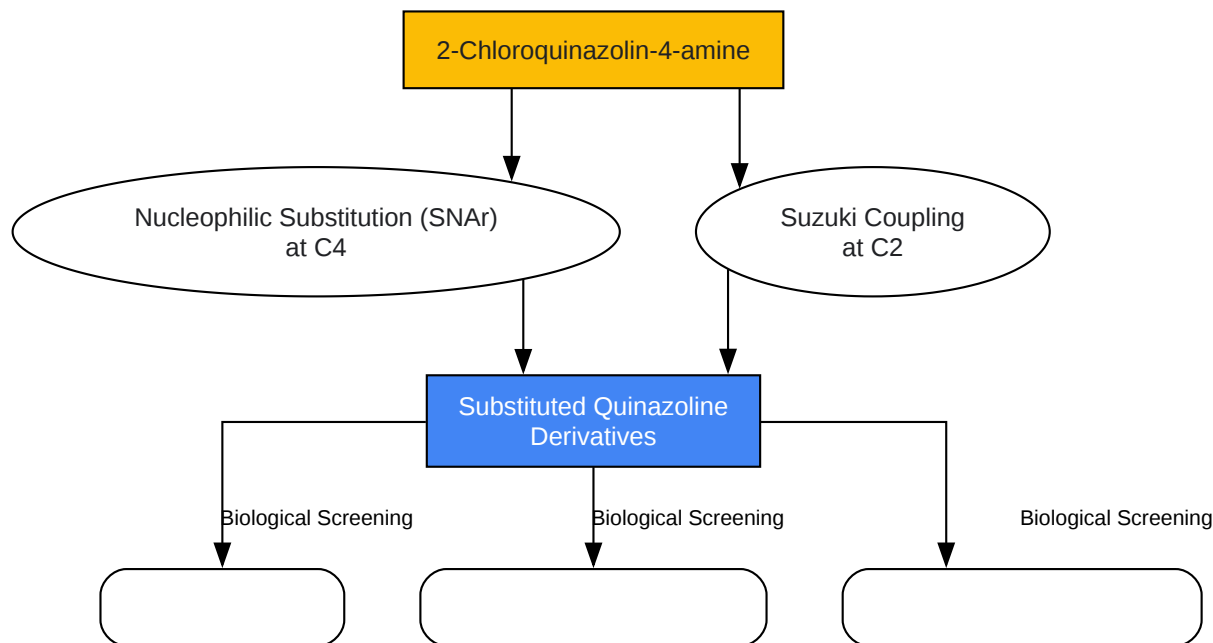 2-Chloroquinazolin-4-amine
Nucleophilic Substitution (SNAr)
at C4
Suzuki Coupling
at C2
Substituted Quinazoline
Derivatives
Biological Screening
Biological Screening
Biological Screening